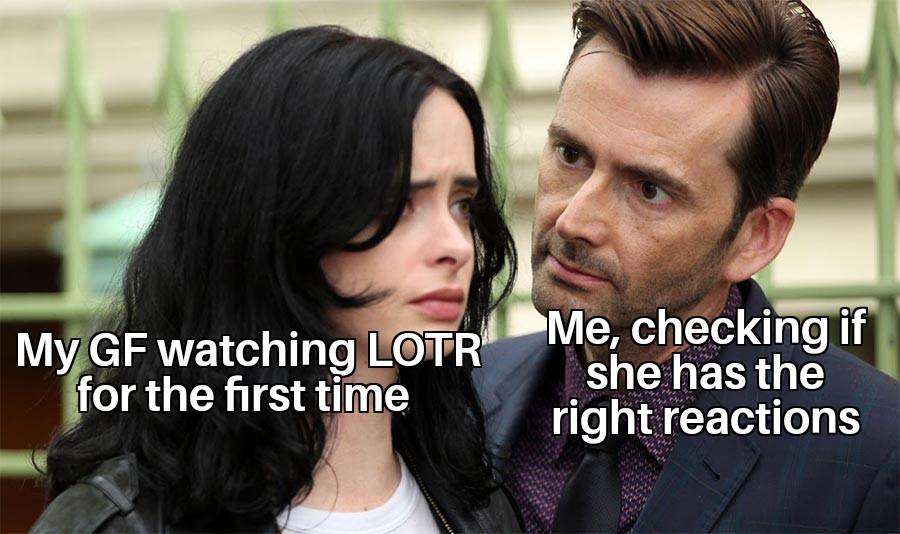 My GF watching LOTR
for the first time
Me, checking if
she has the
right reactions